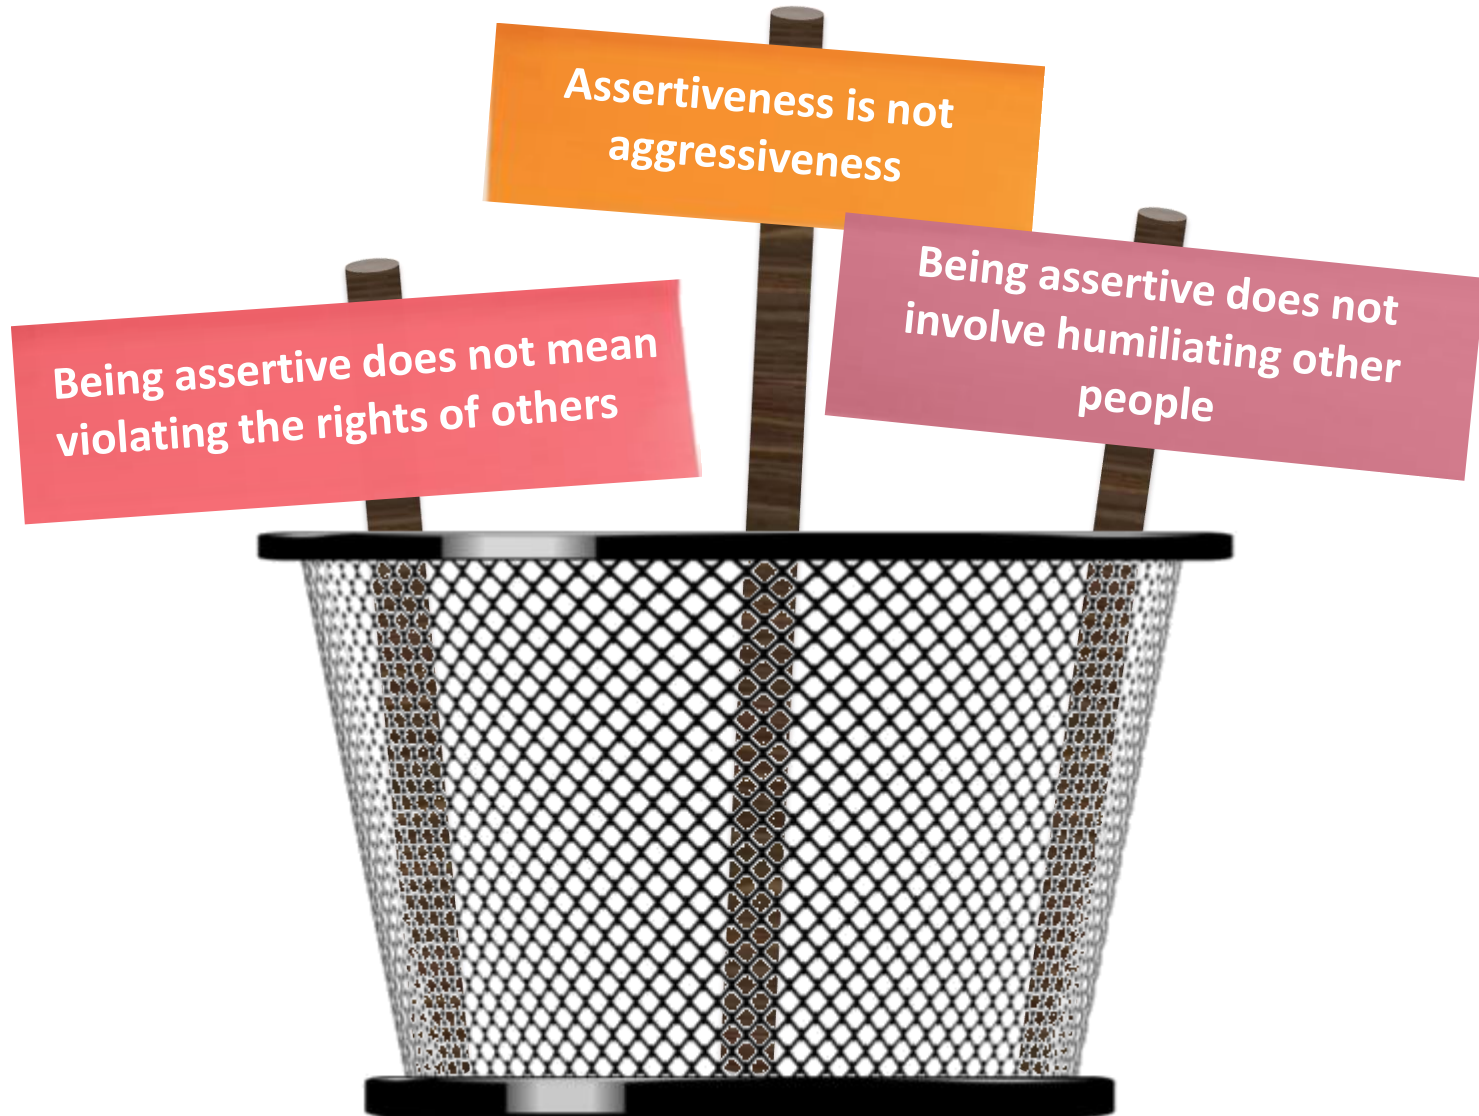 Assertiveness is not
aggressiveness
Being assertive does not mean
violating the rights of others
Being assertive does not
involve humiliating other
people